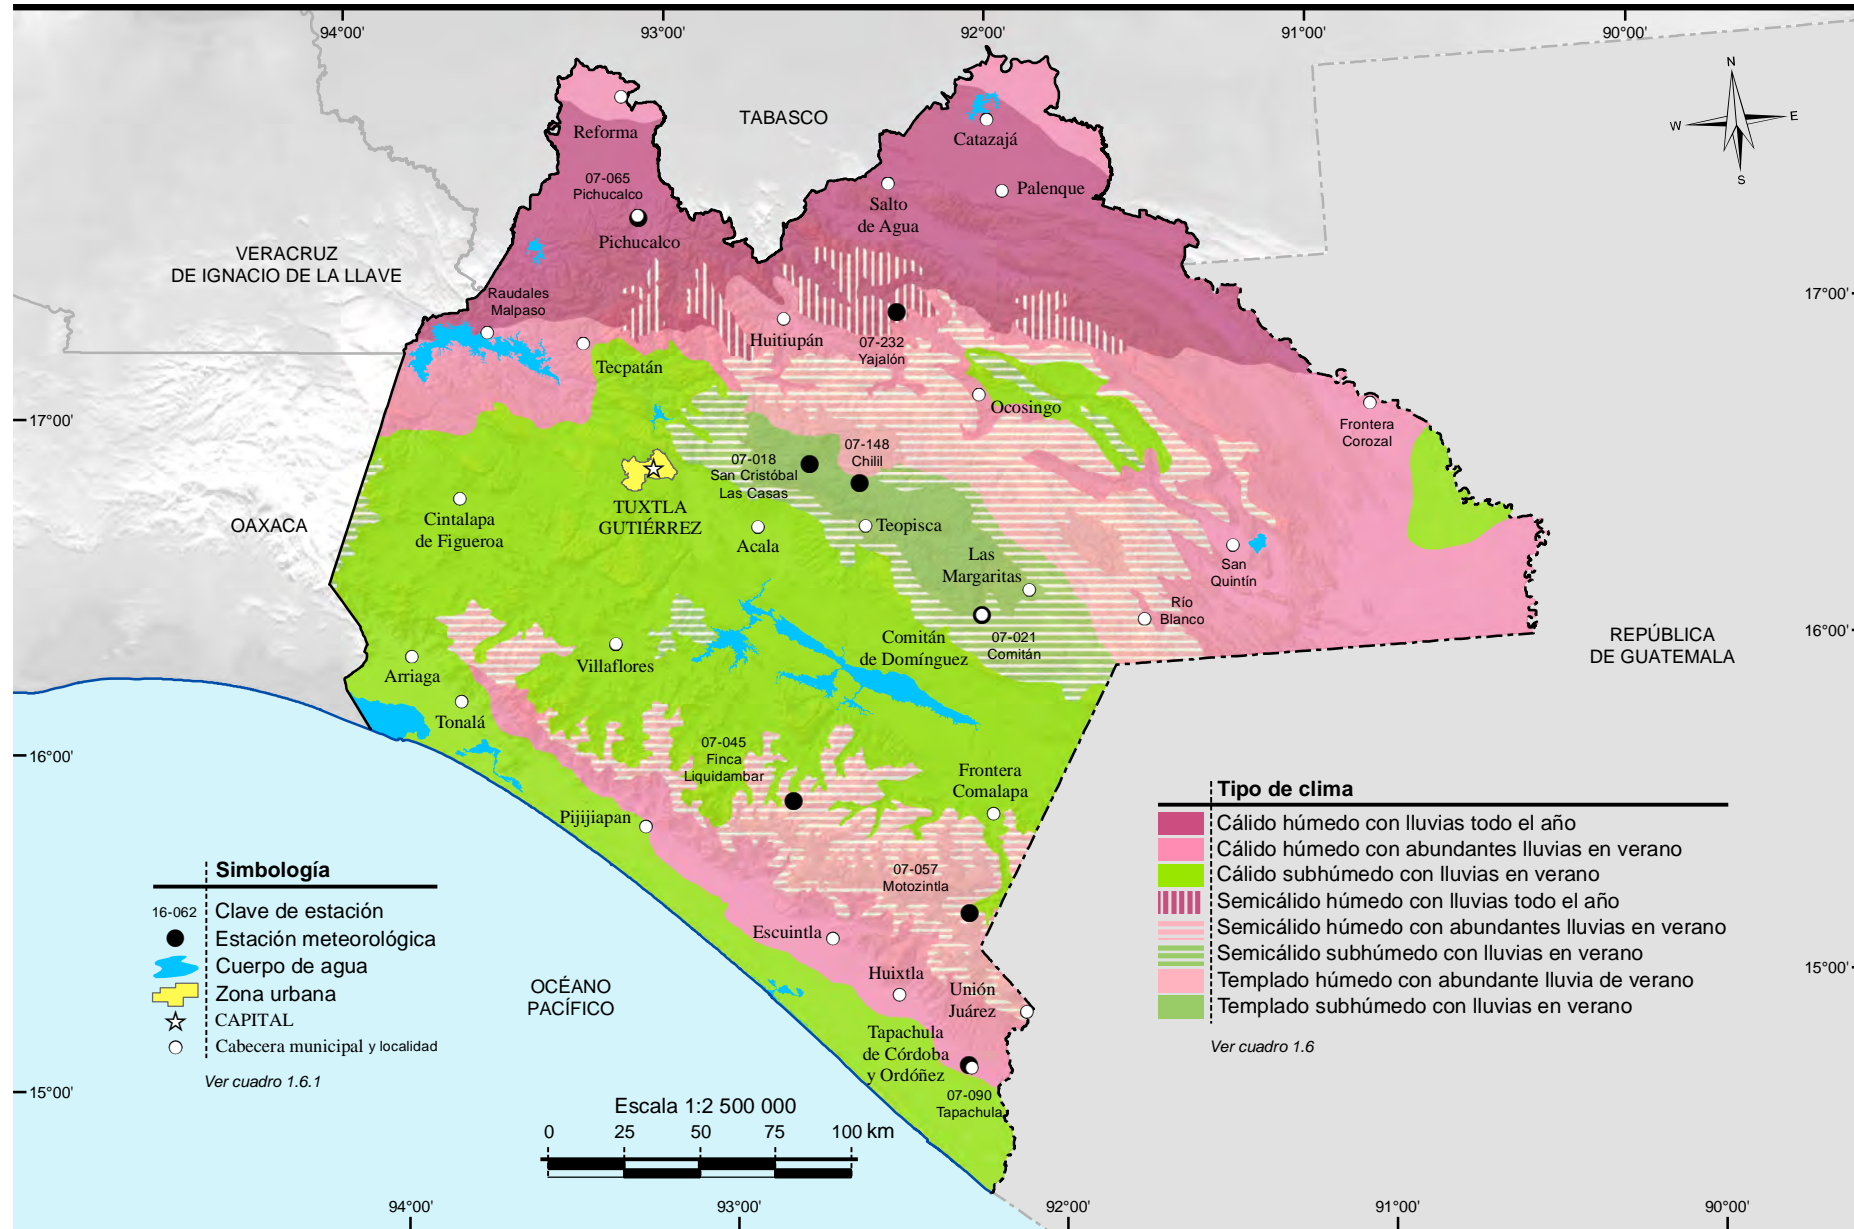 94°00'
93°00'
92°00'
91°00'
90°00'
N
W
E
S
TABASCO
Reforma
Catazajá
07-065
Pichucalco
Palenque
Salto
de Agua
Pichucalco
VERACRUZ
DE IGNACIO DE LA LLAVE
Raudales
Malpaso
17°00'
Huitiupán
07-232
Yajalón
Tecpatán
Ocosingo
17°00'
Frontera
Corozal
07-148
Chilil
07-018
San Cristóbal
Las Casas
OAXACA
Cintalapa
de Figueroa
TUXTLA
GUTIÉRREZ
Acala
Teopisca
Las
Margaritas
San
Quintín
Río
Blanco
07-021
Comitán
Comitán
de Domínguez
16°00'
REPÚBLICA
DE GUATEMALA
Villaflores
Arriaga
Tonalá
16°00'
07-045
Finca
Liquidambar
Frontera
Comalapa
Pijijiapan
07-057
Motozintla
Escuintla
Huixtla
Unión
Juárez
15°00'
OCÉANO
PACÍFICO
Tapachula
de Córdoba
y Ordóñez
07-090
Tapachula
15°00'
Simbología
16-062 Clave de estación
Estación meteorológica
Cuerpo de agua
Zona urbana
CAPITAL
Cabecera municipal y localidad
Ver cuadro 1.6.1
Tipo de clima
Cálido húmedo con lluvias todo el año
Cálido húmedo con abundantes lluvias en verano
Cálido subhúmedo con lluvias en verano
Semicálido húmedo con lluvias todo el año
Semicálido húmedo con abundantes lluvias en verano
Semicálido subhúmedo con lluvias en verano
Templado húmedo con abundante lluvia de verano
Templado subhúmedo con lluvias en verano
Ver cuadro 1.6
Escala 1:2 500 000
0 25 50 75 100 km
94°00'
93°00'
92°00'
91°00'
90°00'